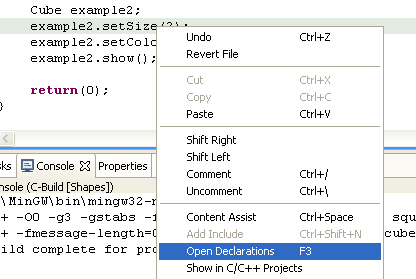 Cube example2;
example2.setSize(2);
example2.setColo
example2.show();
return(0);
}
Undo Ctrl+Z
Revert File
Cut Ctrl+X
Copy Ctrl+C
Paste Ctrl+V
Shift Right
Shift Left
Comment Ctrl+/
Uncomment Ctrl+\
Content Assist Ctrl+Space
Add Include Ctrl+Shift+N
Open Declarations F3
Show in C/C++ Projects
sks Console Properties
nsole (C-Build [Shapes])
\MinGW\bin\mingw32-m
+ -O0 -g3 -gstabs - squ
+ -fmessage-length=0 cube
ild complete for pro